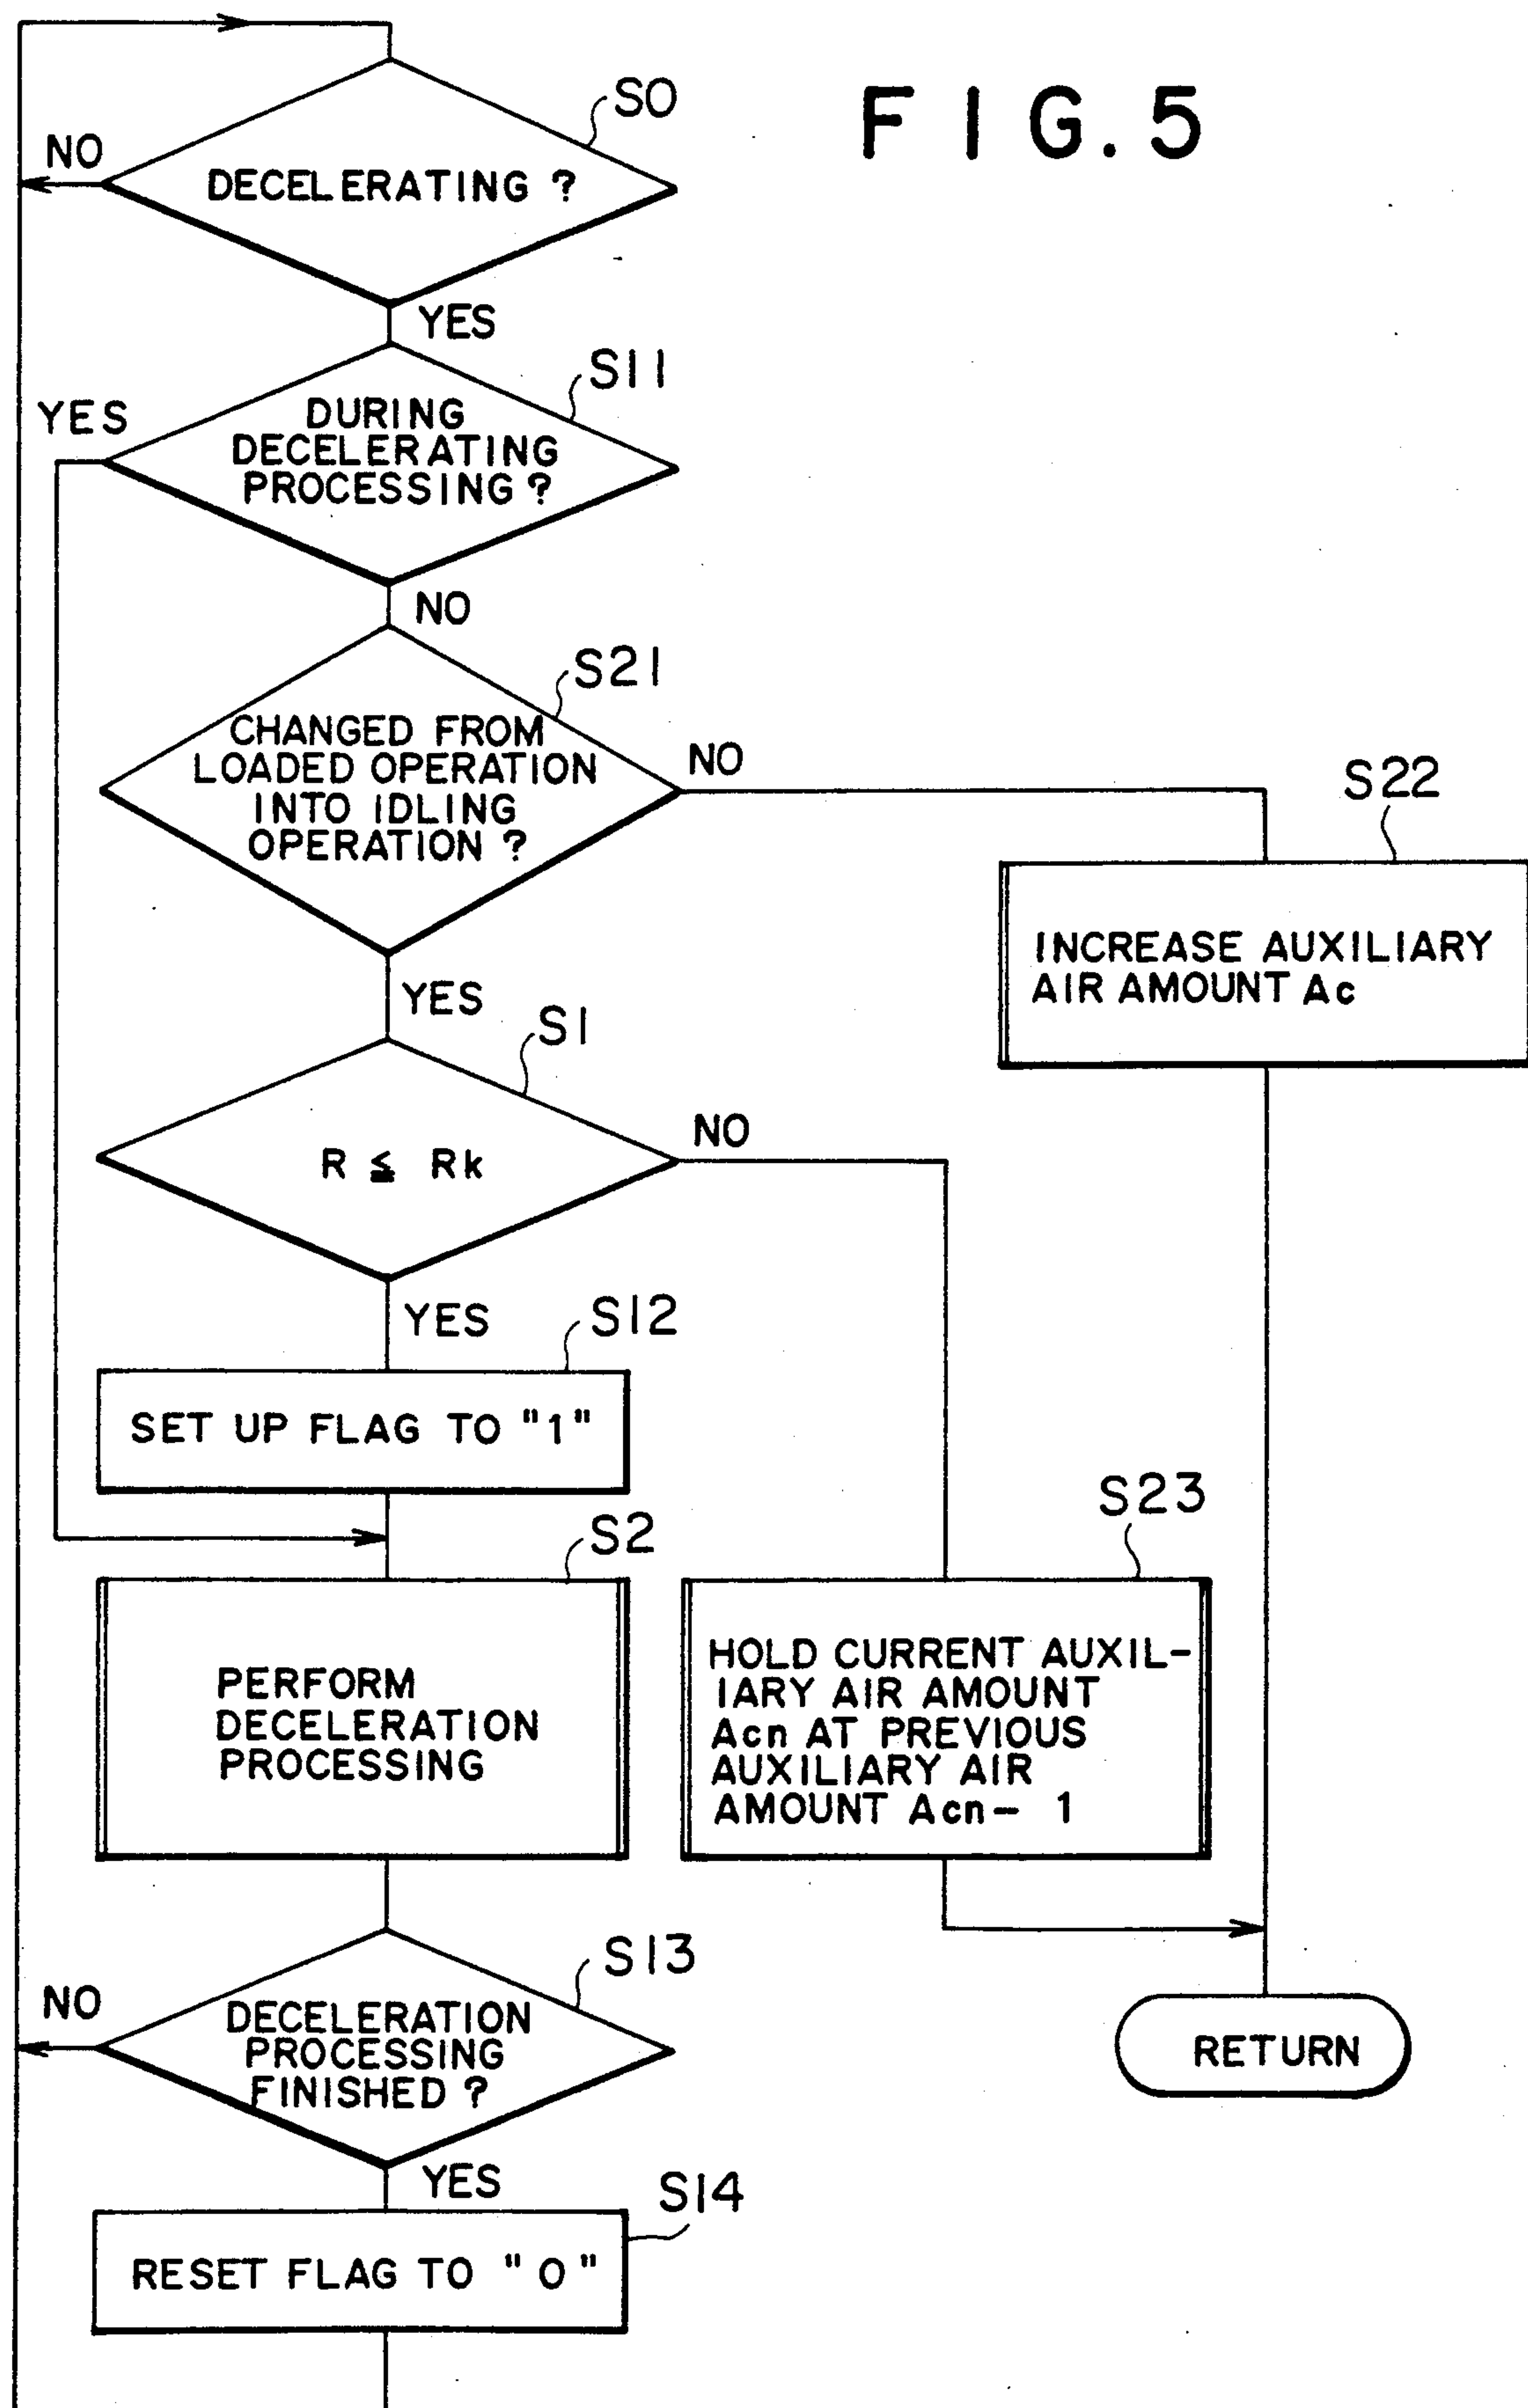 FIG. 5
S0
NO
DECELERATING ?
YES
S11
YES
DURING
DECELERATING
PROCESSING ?
NO
S21
CHANGED FROM
LOADED OPERATION
INTO IDLING
OPERATION ?
NO
S22
INCREASE AUXILIARY
AIR AMOUNT Ac
YES
S1
R ≦ Rk
NO
YES
S12
SET UP FLAG TO "1"
S2
PERFORM
DECELERATION
PROCESSING
S23
HOLD CURRENT AUXIL-
IARY AIR AMOUNT
Acn AT PREVIOUS
AUXILIARY AIR
AMOUNT Acn- 1
S13
NO
DECELERATION
PROCESSING
FINISHED ?
RETURN
YES
S14
RESET FLAG TO "0"